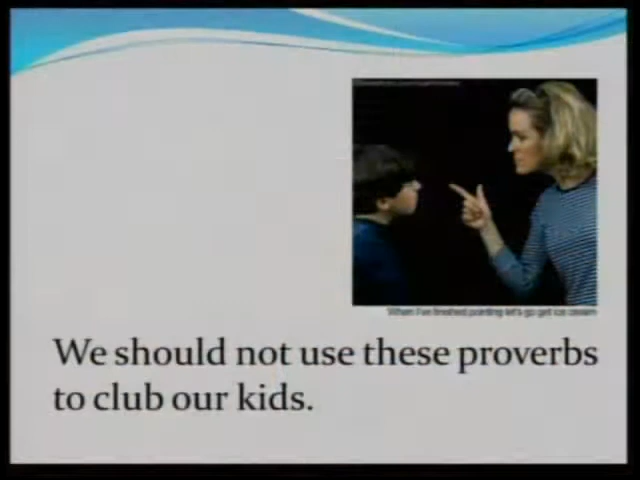 When I've finished pointing let's go get ice cream
We should not use these proverbs
to club our kids.